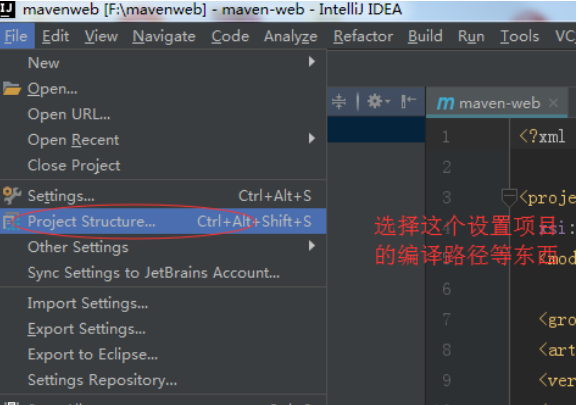 mavenweb [F:\mavenweb] - maven-web - IntelliJ IDEA
File Edit View Navigate Code Analyze Refactor Build Run Tools VC
New
Open...
Open URL...
Open Recent
Close Project
Settings... Ctrl+Alt+S
Project Structure... Ctrl+Alt+Shift+S
Other Settings
Sync Settings to JetBrains Account...
Import Settings...
Export Settings...
Export to Eclipse...
Settings Repository...
m maven-web ×
1 <?xml
2
3 <proje
选择这个设置项目
xsi:
的编译路径等东西
<mod
6
7 <gro
8 <art
9 <ver